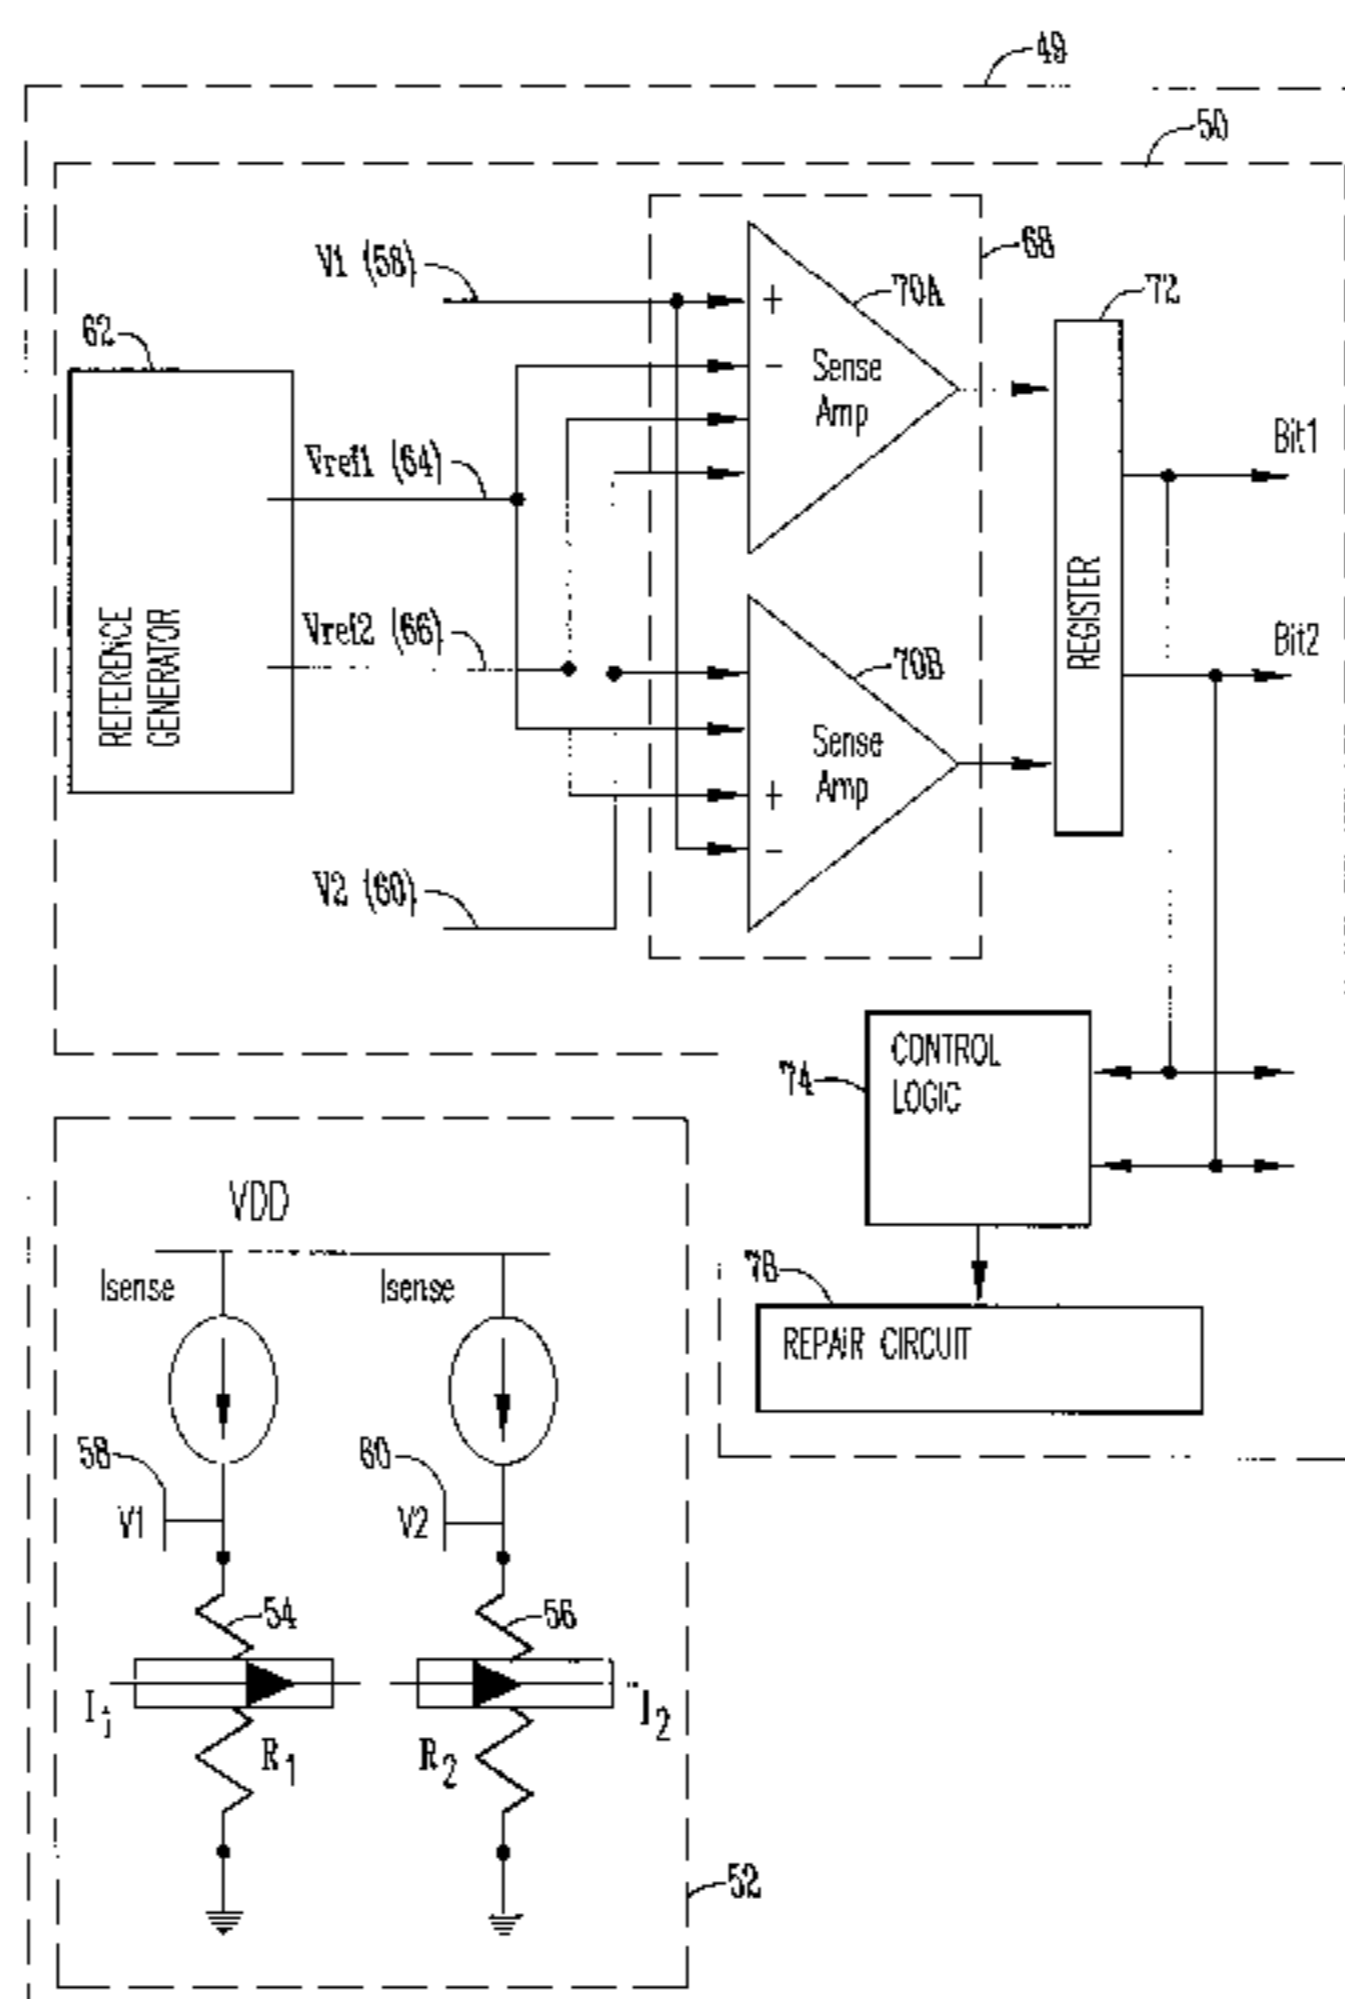 49
50
68
V1 (58)
+
70A
72
62
-
Sense
Amp
Bit1
Vref1 (64)
REFERENCE
GENERATOR
REGISTER
Vref2 (66)
Bit2
70B
Sense
Amp
+
-
V2 (60)
CONTROL
LOGIC
74
VDD
78
Isense
Isense
REPAIR CIRCUIT
58
60
V1
V2
54
56
I
I2
R1
R2
52